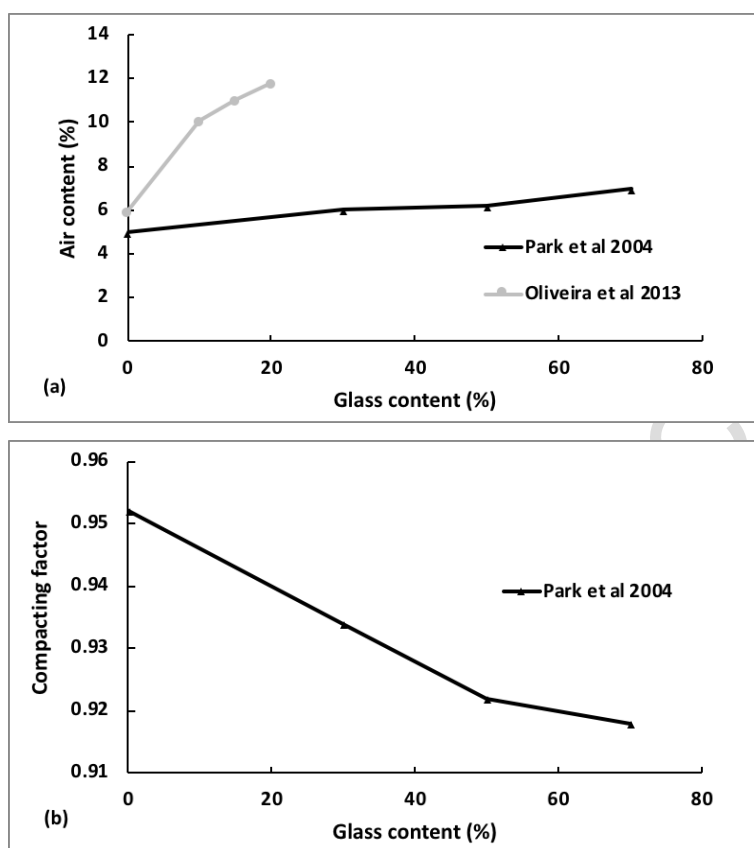 14
12
10
8
6
4
2
0
Air content (%)
Park et al 2004
Oliveira et al 2013
0 20 40 60 80
(a)
Glass content (%)
0.96
0.95
0.94
0.93
0.92
0.91
Compacting factor
Park et al 2004
0 20 40 60 80
(b)
Glass content (%)